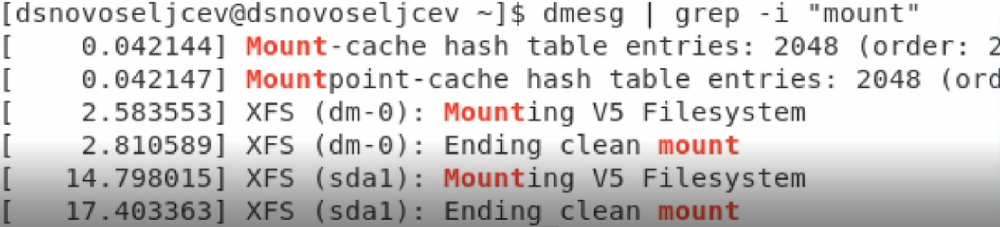 [dsnovoseljcev@dsnovoseljcev ~]$ dmesg | grep -i "mount"
[    0.042144] Mount-cache hash table entries: 2048 (order: 2
[    0.042147] Mountpoint-cache hash table entries: 2048 (ord
[    2.583553] XFS (dm-0): Mounting V5 Filesystem
[    2.810589] XFS (dm-0): Ending clean mount
[   14.798015] XFS (sda1): Mounting V5 Filesystem
[   17.403363] XFS (sda1): Ending clean mount